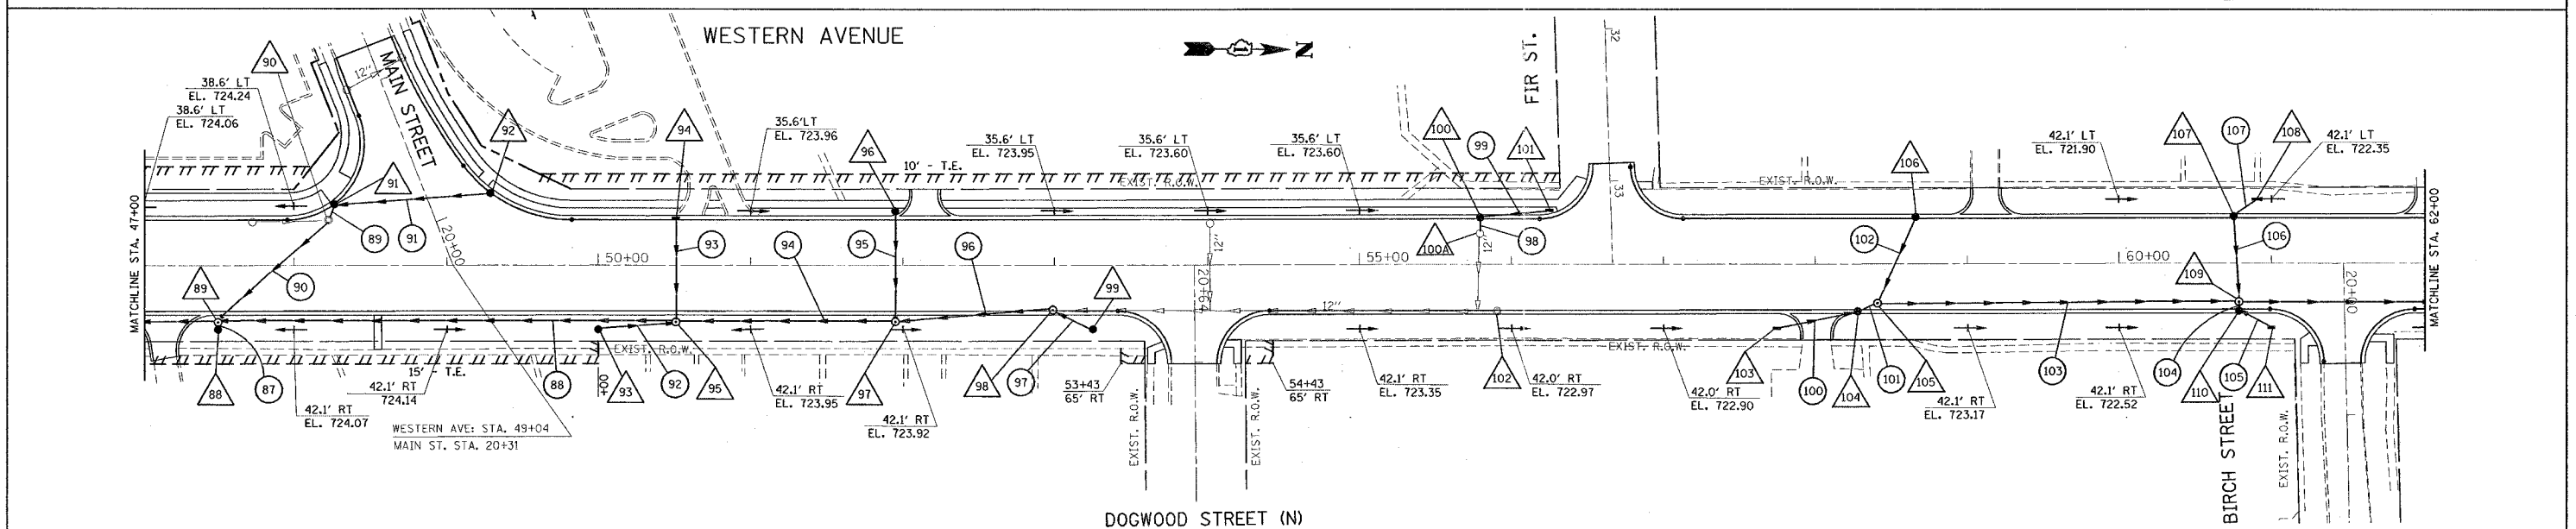 WESTERN AVENUE
N
FIR ST.
32
33
MAIN STREET
12"
90
38.6' LT
EL. 724.24
38.6' LT
EL. 724.06
92
94
35.6'LT
EL. 723.96
96
10' - T.E.
35.6' LT
EL. 723.95
35.6' LT
EL. 723.60
35.6' LT
EL. 723.60
100
99
101
EXIST. R.O.W.
106
EXIST. R.O.W.
42.1' LT
EL. 721.90
107
107
108
42.1' LT
EL. 722.35
MATCHLINE STA. 47+00
91
89
91
20+00
90
89
50+00
93
94
95
96
12"
20+64
55+00
100A
12"
98
102
60+00
106
109
20+00
MATCHLINE STA. 62+00
12"
88
87
15' - T.E.
42.1' RT
724.14
42.1' RT
EL. 724.07
88
+00
EXIST. R.O.W.
93
92
95
42.1' RT
EL. 723.95
97
42.1' RT
EL. 723.92
98
97
99
53+43
65' RT
54+43
65' RT
42.1' RT
EL. 723.35
102
42.0' RT
EL. 722.97
EXIST. R.O.W.
42.0' RT
EL. 722.90
103
100
104
101
105
42.1' RT
EL. 723.17
103
42.1' RT
EL. 722.52
104
110
105
111
WESTERN AVE: STA. 49+04
MAIN ST. STA. 20+31
EXIST. R.O.W.
EXIST. R.O.W.
BIRCH STREET
EXIST. R.O.W.
DOGWOOD STREET (N)